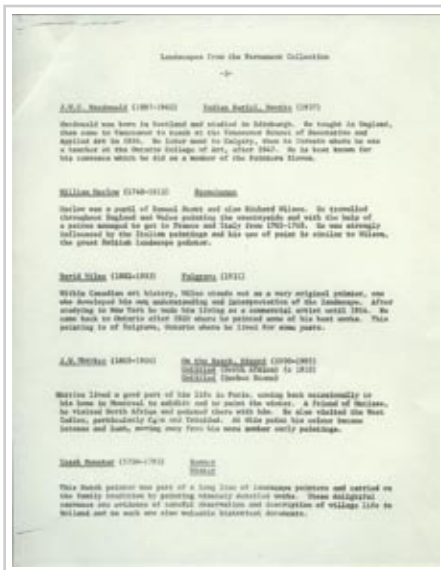 Landscapes from the Permanent Collection
-3-
J.W.G. Macdonald (1897-1960) Indian Burial, Nootka (1937)
Macdonald was born in Scotland and studied in Edinburgh. He taught in England,
then came to Vancouver to teach at the Vancouver School of Decorative and
Applied Art in 1926. He later went to Calgary, then to Toronto where he was
a teacher at the Ontario College of Art, after 1947. He is best known for
his canvases which he did as a member of the Painters Eleven.
William Marlow (1740-1813)
Marlow was a pupil of Samuel Scott and also Richard Wilson. He travelled
throughout England and Wales painting the countryside and with the help of
a patron managed to get to France and Italy from 1765-1768. He was strongly
influenced by the Italian paintings and his use of paint is similar to Wilson,
the great British landscape painter.
David Milne (1882-1953) Palgrave (1931)
Within Canadian art history, Milne stands out as a very original painter, one
who developed his own understanding and interpretation of the landscape. After
studying in New York he made his living as a commercial artist until 1914. He
came back to Ontario after 1928 where he painted some of his best works. This
painting is of Palgrave, Ontario where he lived for some years.
J.W. Morrice (1865-1924) On the Beach, Dinard
Untitled (North Africa)
Untitled (Quebec House)
Morrice lived a good part of his life in Paris, coming back occasionally to
his home in Montreal to exhibit and to paint the winter. A friend of Matisse,
he visited North Africa and painted there with him. He also visited the West
Indies, particularly Cuba and Trinidad. At this point his colour became
intense and lush, moving away from his more somber early paintings.
(1750-1793) Summer
Winter
This Dutch painter was part of a long line of landscape painters and carried on
the family tradition by painting minutely detailed works. These delightful
canvases are evidence of careful observation and description of village life in
Holland and as such are also valuable historical documents.